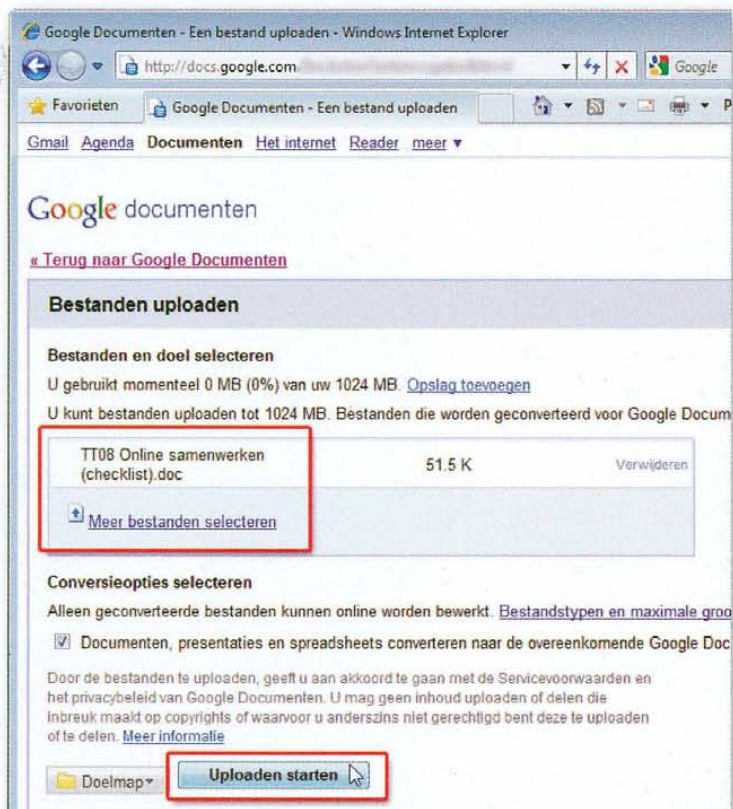 Google Documenten - Een bestand uploaden - Windows Internet Explorer
http://docs.google.com
Google
Favorieten
Google Documenten - Een bestand uploaden
P
Gmail Agenda Documenten Het internet Reader meer ▼
Google documenten
« Terug naar Google Documenten
Bestanden uploaden
Bestanden en doel selecteren
U gebruikt momenteel 0 MB (0%) van uw 1024 MB. Opslag toevoegen
U kunt bestanden uploaden tot 1024 MB. Bestanden die worden geconverteerd voor Google Docum
TT08 Online samenwerken
(checklist).doc
51.5 K
Verwijderen
Meer bestanden selecteren
Conversieopties selecteren
Alleen geconverteerde bestanden kunnen online worden bewerkt. Bestandstypen en maximale groo
Documenten, presentaties en spreadsheets converteren naar de overeenkomende Google Doc
Door de bestanden te uploaden, geeft u aan akkoord te gaan met de Servicevoorwaarden en
het privacybeleid van Google Documenten. U mag geen inhoud uploaden of delen die
Inbreuk maakt op copyrights of waarvoor u anderszins niet gerechtigd bent deze te uploaden
of te delen. Meer informatie
Doelmap
Uploaden starten